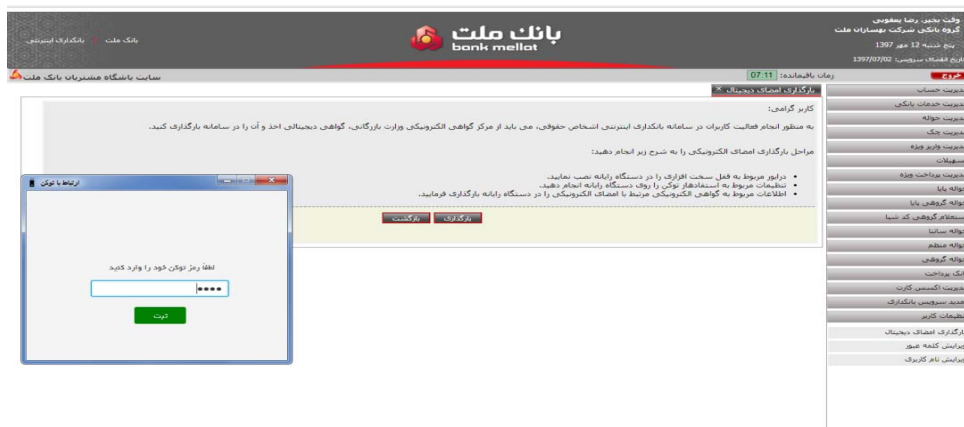 وقت بخیر، رضا یعقوبی
گروه بانکی شرکت بهسازان ملت
پنج شنبه 12 مهر 1397
تاریخ انقضای سرویس: 1397/07/02
بانک ملت
bank mellat
بانک ملت
بانکداری اینترنتی
خروج
زمان باقیمانده: 07:11
سایت باشگاه مشتریان بانک ملت
مدیریت حساب
مدیریت خدمات بانکی
مدیریت حواله
مدیریت چک
مدیریت واریز ویژه
تسهیلات
مدیریت پرداخت ویژه
حواله پایا
حواله گروهی پایا
استعلام گروهی کد شبا
حواله ساتنا
حواله منظم
حواله گروهی
بانک پرداخت
مدیریت اکسس کارت
تمدید سرویس بانکداری
تنظیمات کاربر
بارگذاری امضای دیجیتال
ویرایش کلمه عبور
ویرایش نام کاربری
بارگذاری امضای دیجیتال ×
کاربر گرامی:
به منظور انجام فعالیت کاربران در سامانه بانکداری اینترنتی اشخاص حقوقی، می باید از مرکز گواهی الکترونیکی وزارت بازرگانی، گواهی دیجیتالی اخذ و آن را در سامانه بارگذاری کنید.
مراحل بارگذاری امضای الکترونیکی را به شرح زیر انجام دهید:
• درایور مربوط به قفل سخت افزاری را در دستگاه رایانه نصب نمایید.
• تنظیمات مربوط به استفادهاز توکن را روی دستگاه رایانه انجام دهید.
• اطلاعات مربوط به گواهی الکترونیکی مرتبط با امضای الکترونیکی را در دستگاه رایانه بارگذاری فرمایید.
بارگذاری
بازگشت
ارتباط با توکن
لطفا رمز توکن خود را وارد کنید
ثبت